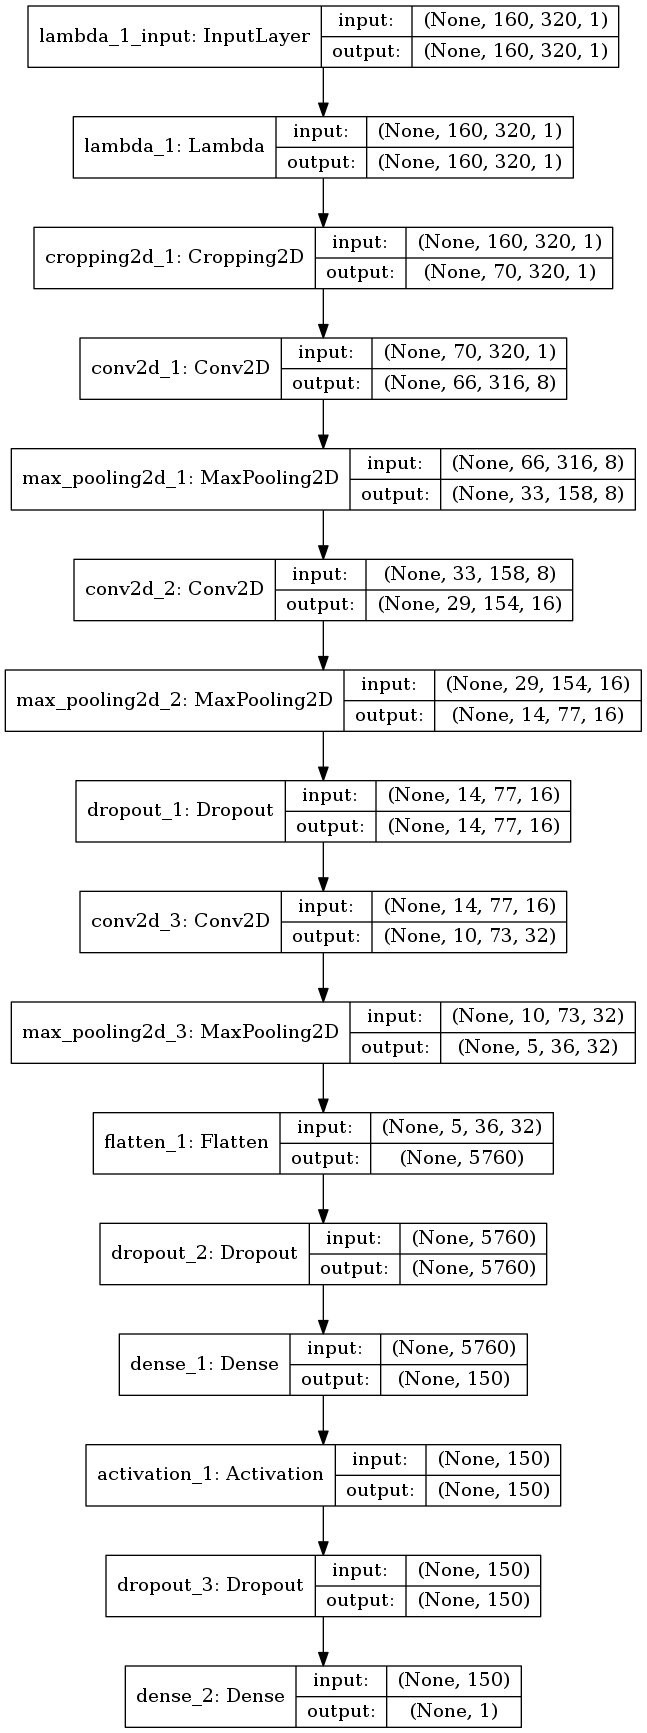 lambda_1_input: InputLayer
input: (None, 160, 320, 1)
output: (None, 160, 320, 1)
lambda_1: Lambda
input: (None, 160, 320, 1)
output: (None, 160, 320, 1)
cropping2d_1: Cropping2D
input: (None, 160, 320, 1)
output: (None, 70, 320, 1)
conv2d_1: Conv2D
input: (None, 70, 320, 1)
output: (None, 66, 316, 8)
max_pooling2d_1: MaxPooling2D
input: (None, 66, 316, 8)
output: (None, 33, 158, 8)
conv2d_2: Conv2D
input: (None, 33, 158, 8)
output: (None, 29, 154, 16)
max_pooling2d_2: MaxPooling2D
input: (None, 29, 154, 16)
output: (None, 14, 77, 16)
dropout_1: Dropout
input: (None, 14, 77, 16)
output: (None, 14, 77, 16)
conv2d_3: Conv2D
input: (None, 14, 77, 16)
output: (None, 10, 73, 32)
max_pooling2d_3: MaxPooling2D
input: (None, 10, 73, 32)
output: (None, 5, 36, 32)
flatten_1: Flatten
input: (None, 5, 36, 32)
output: (None, 5760)
dropout_2: Dropout
input: (None, 5760)
output: (None, 5760)
dense_1: Dense
input: (None, 5760)
output: (None, 150)
activation_1: Activation
input: (None, 150)
output: (None, 150)
dropout_3: Dropout
input: (None, 150)
output: (None, 150)
dense_2: Dense
input: (None, 150)
output: (None, 1)